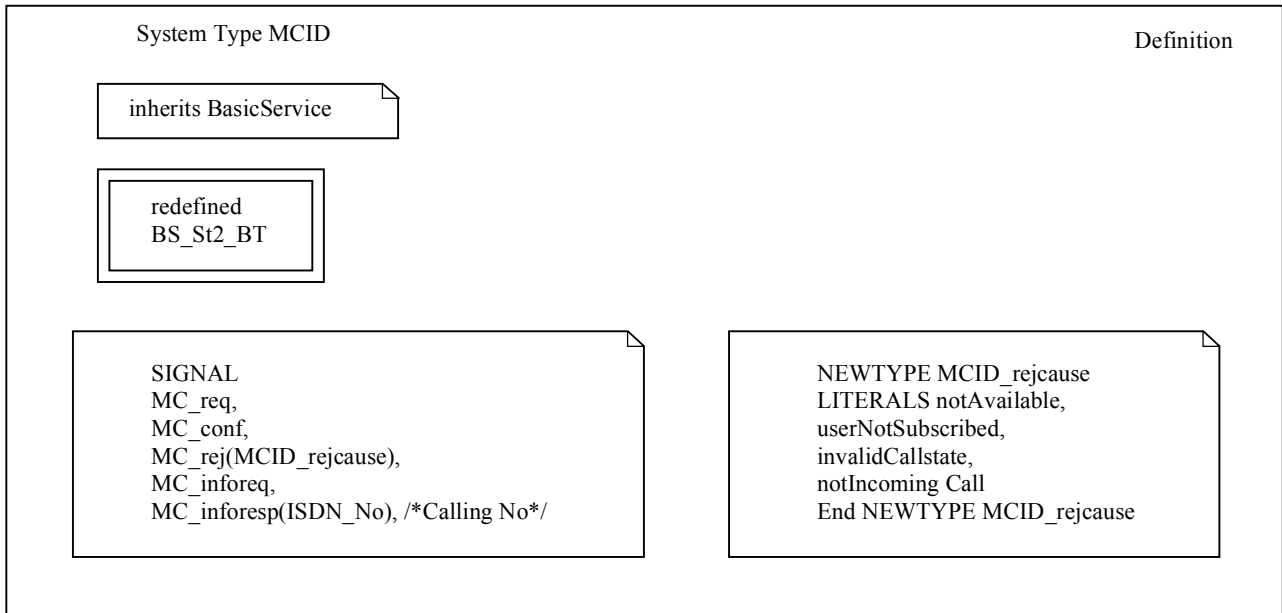 System Type MCID
Definition
inherits BasicService
redefined
BS_St2_BT
SIGNAL
MC_req,
MC_conf,
MC_rej(MCID_rejcause),
MC_inforeq,
MC_inforesp(ISDN_No), /*Calling No*/
NEWTYPE MCID_rejcause
LITERALS notAvailable,
userNotSubscribed,
invalidCallstate,
notIncoming Call
End NEWTYPE MCID_rejcause